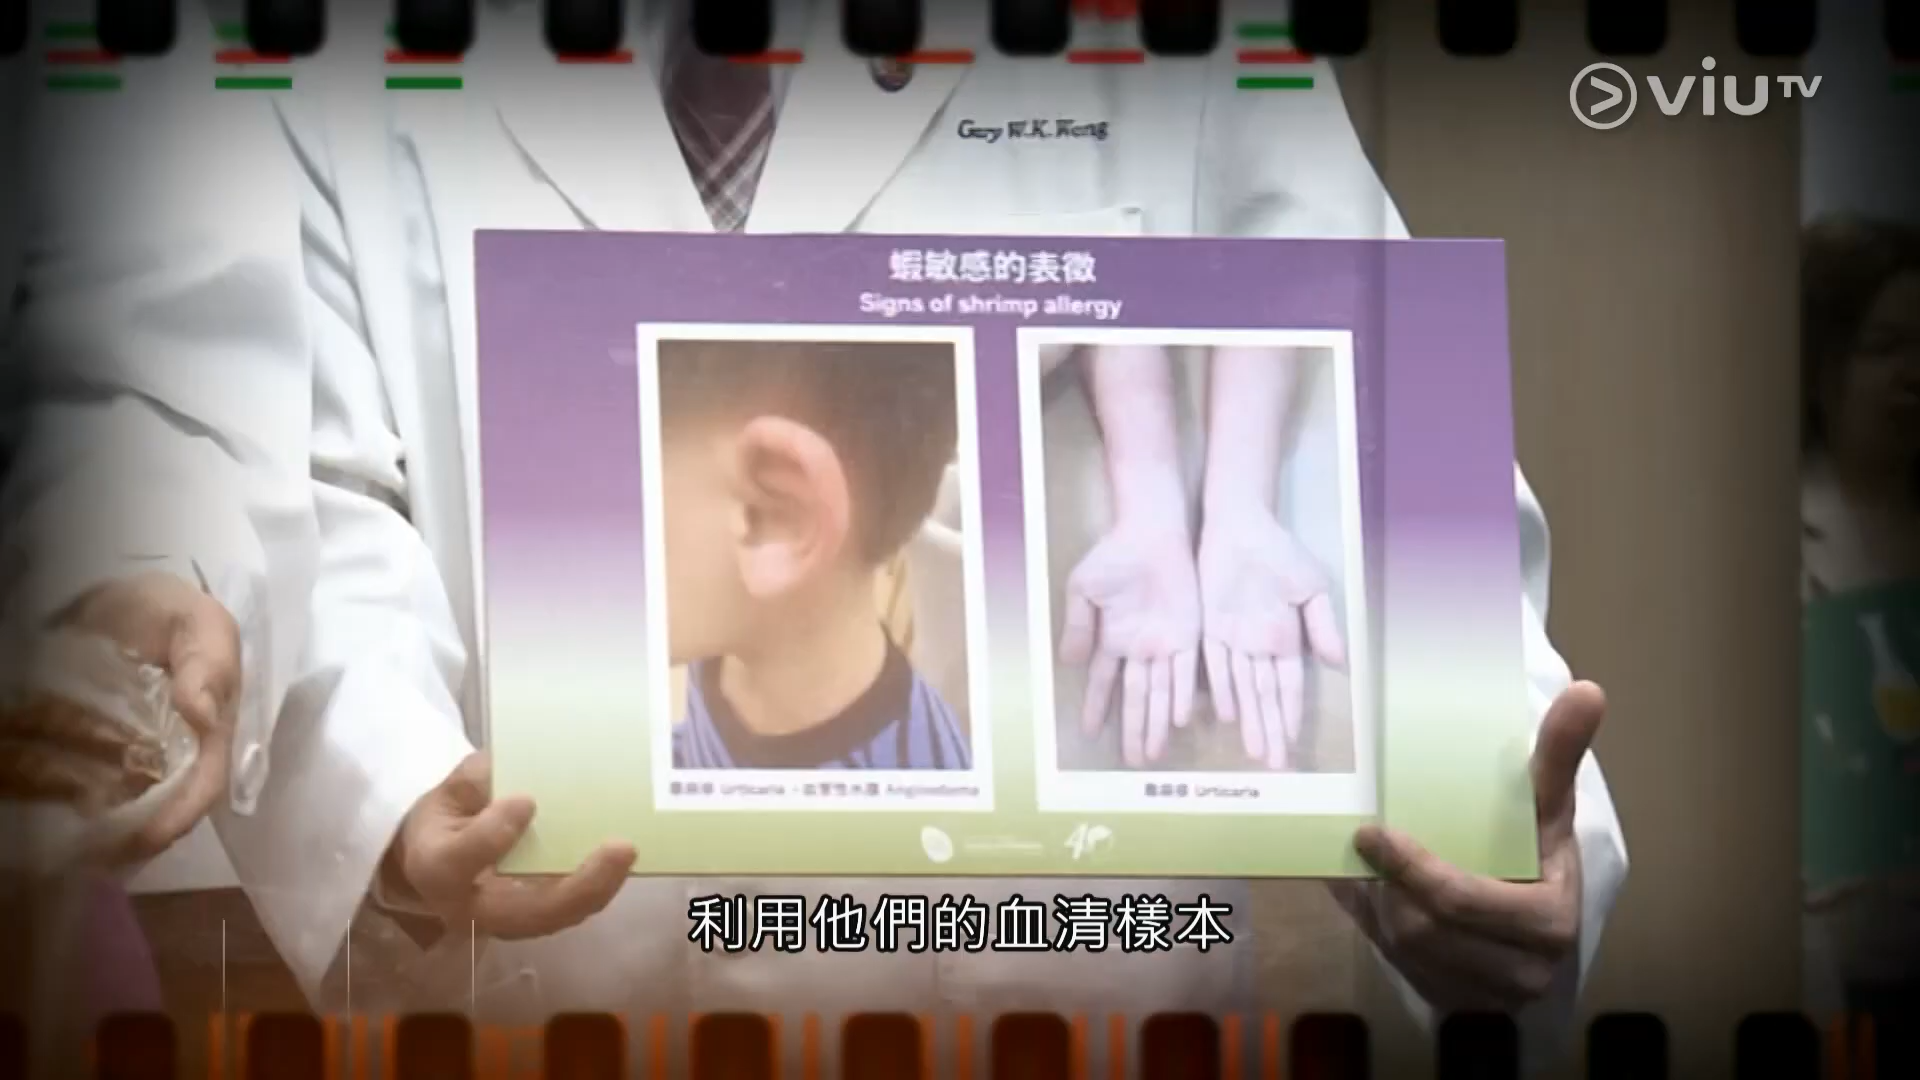 viuTV
Gary W.K. Wong
蝦敏感的表徵
Signs of shrimp allergy
蕁麻疹 Urticaria、血管性水腫 Angioedema
蕁麻疹 Urticaria
40
利用他們的血清樣本